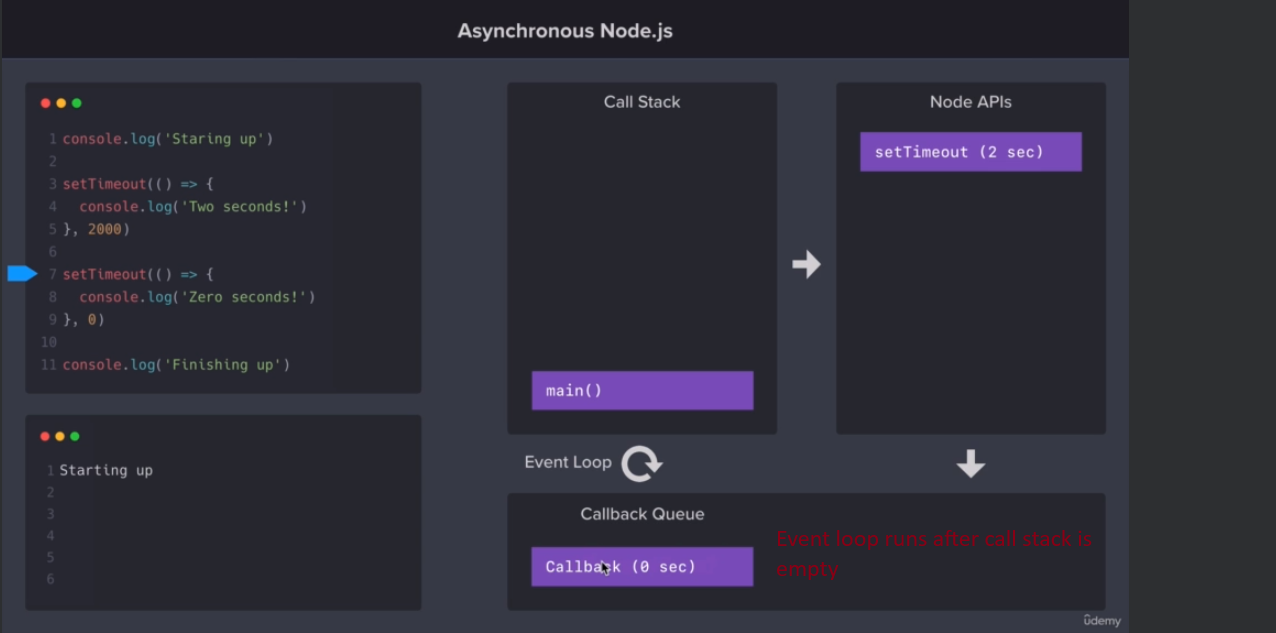 Asynchronous Node.js
1 console.log('Staring up')
2
3 setTimeout(() => {
4 console.log('Two seconds!')
5 }, 2000)
6
7 setTimeout(() => {
8 console.log('Zero seconds!')
9 }, 0)
10
11 console.log('Finishing up')
1 Starting up
2
3
4
5
6
Call Stack
main()
Node APIs
setTimeout (2 sec)
Event Loop
Callback Queue
Callback (0 sec)
Event loop runs after call stack is
empty
ûdemy